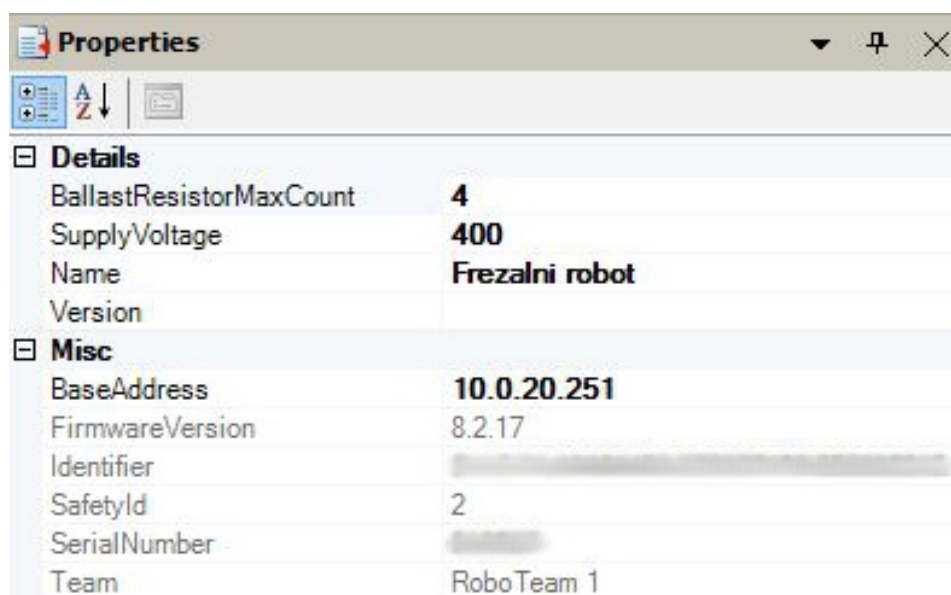 Properties
Details
BallastResistorMaxCount 4
SupplyVoltage 400
Name Frezalni robot
Version
Misc
BaseAddress 10.0.20.251
FirmwareVersion 8.2.17
Identifier
SafetyId 2
SerialNumber
Team RoboTeam 1